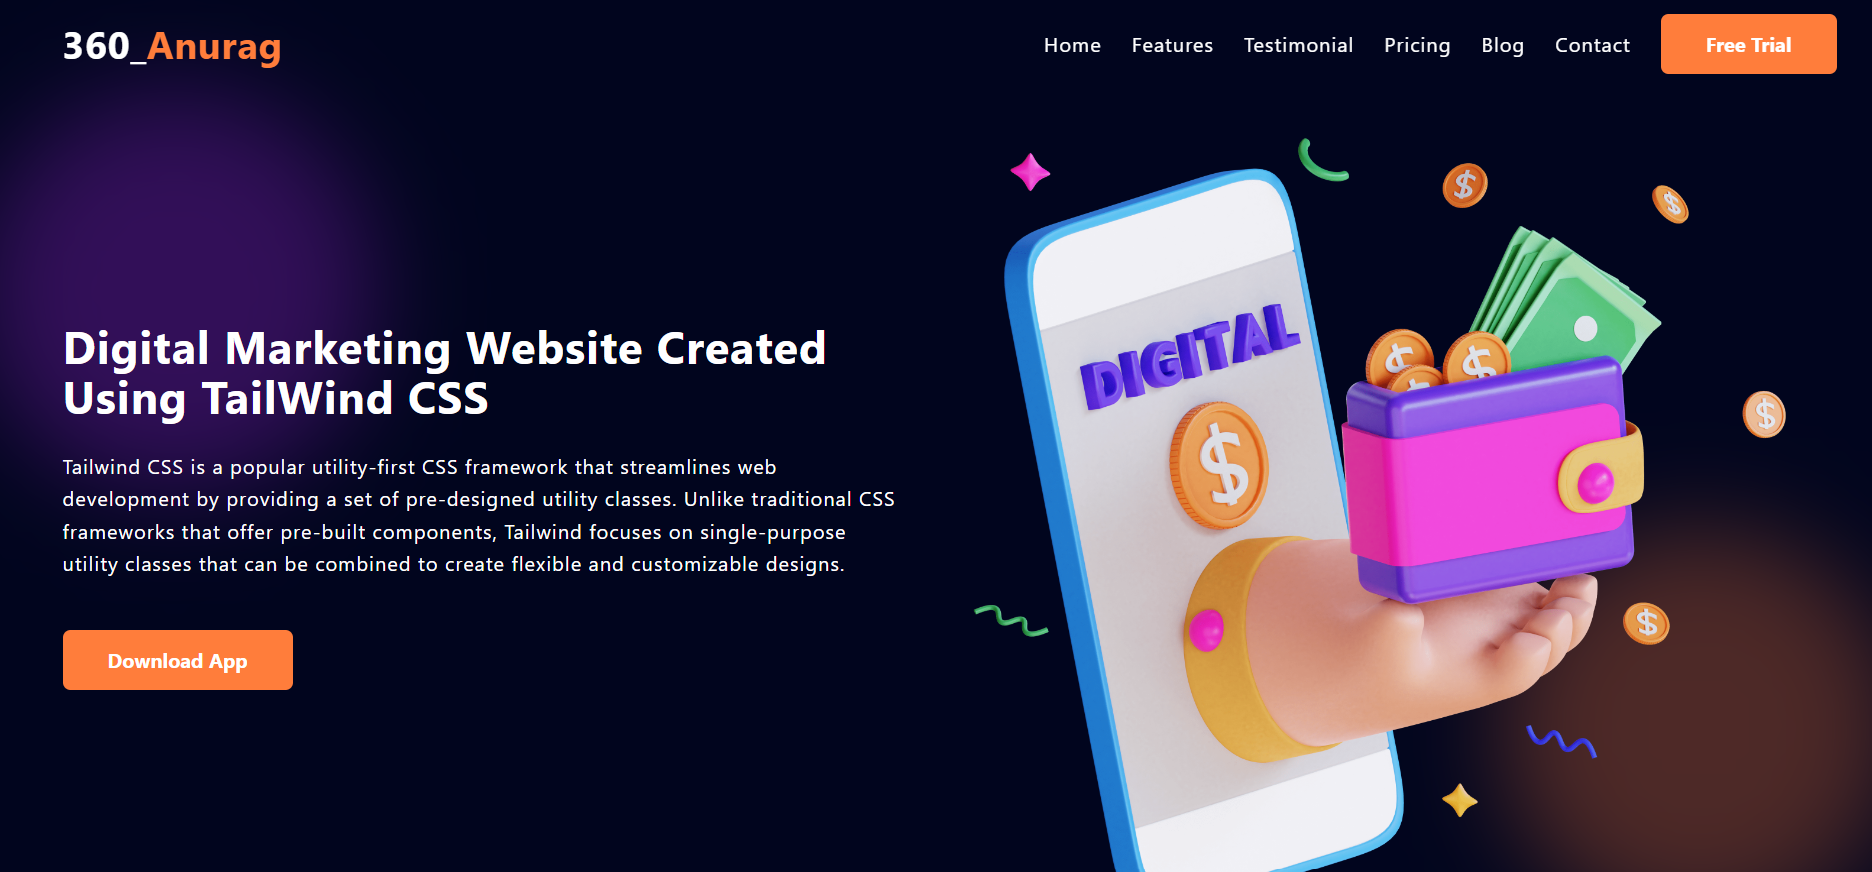 360_Anurag
Home Features Testimonial Pricing Blog Contact Free Trial
Digital Marketing Website Created
Using TailWind CSS
Tailwind CSS is a popular utility-first CSS framework that streamlines web
development by providing a set of pre-designed utility classes. Unlike traditional CSS
frameworks that offer pre-built components, Tailwind focuses on single-purpose
utility classes that can be combined to create flexible and customizable designs.
Download App
DIGITAL
$
$
$
$
$
$
$